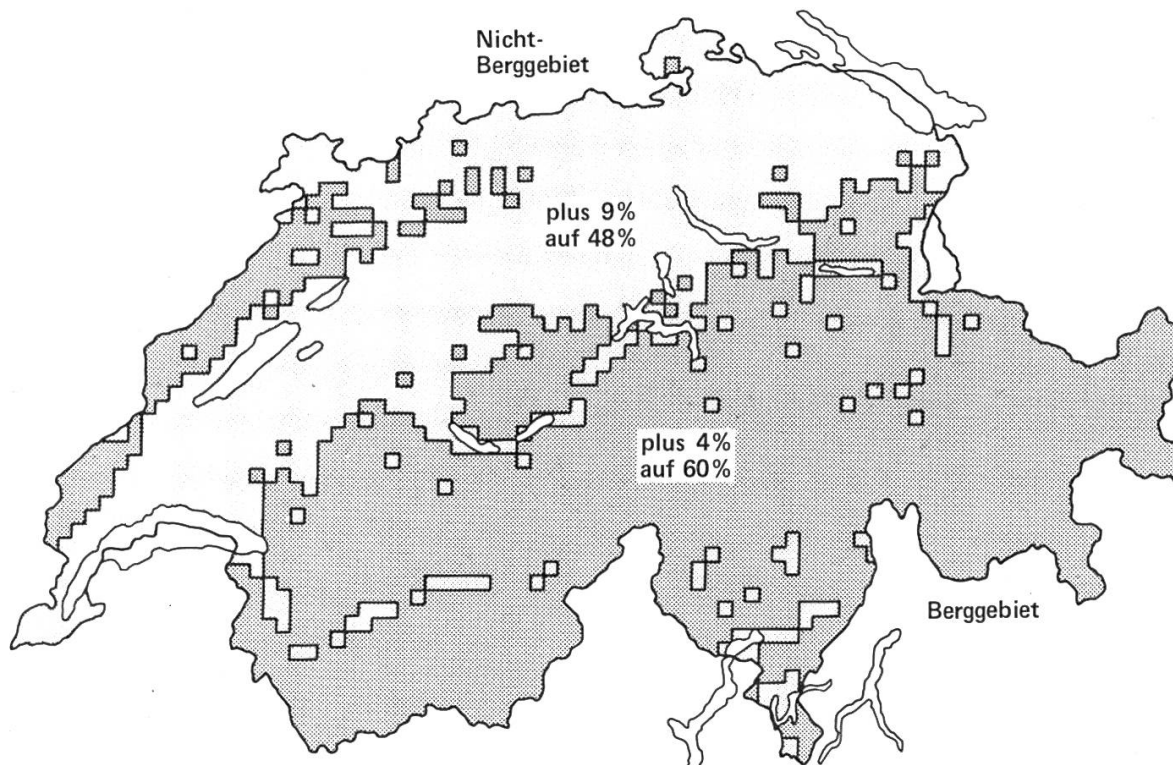 Nicht-
Berggebiet
plus 9%
auf 48%
plus 4%
auf 60%
Berggebiet